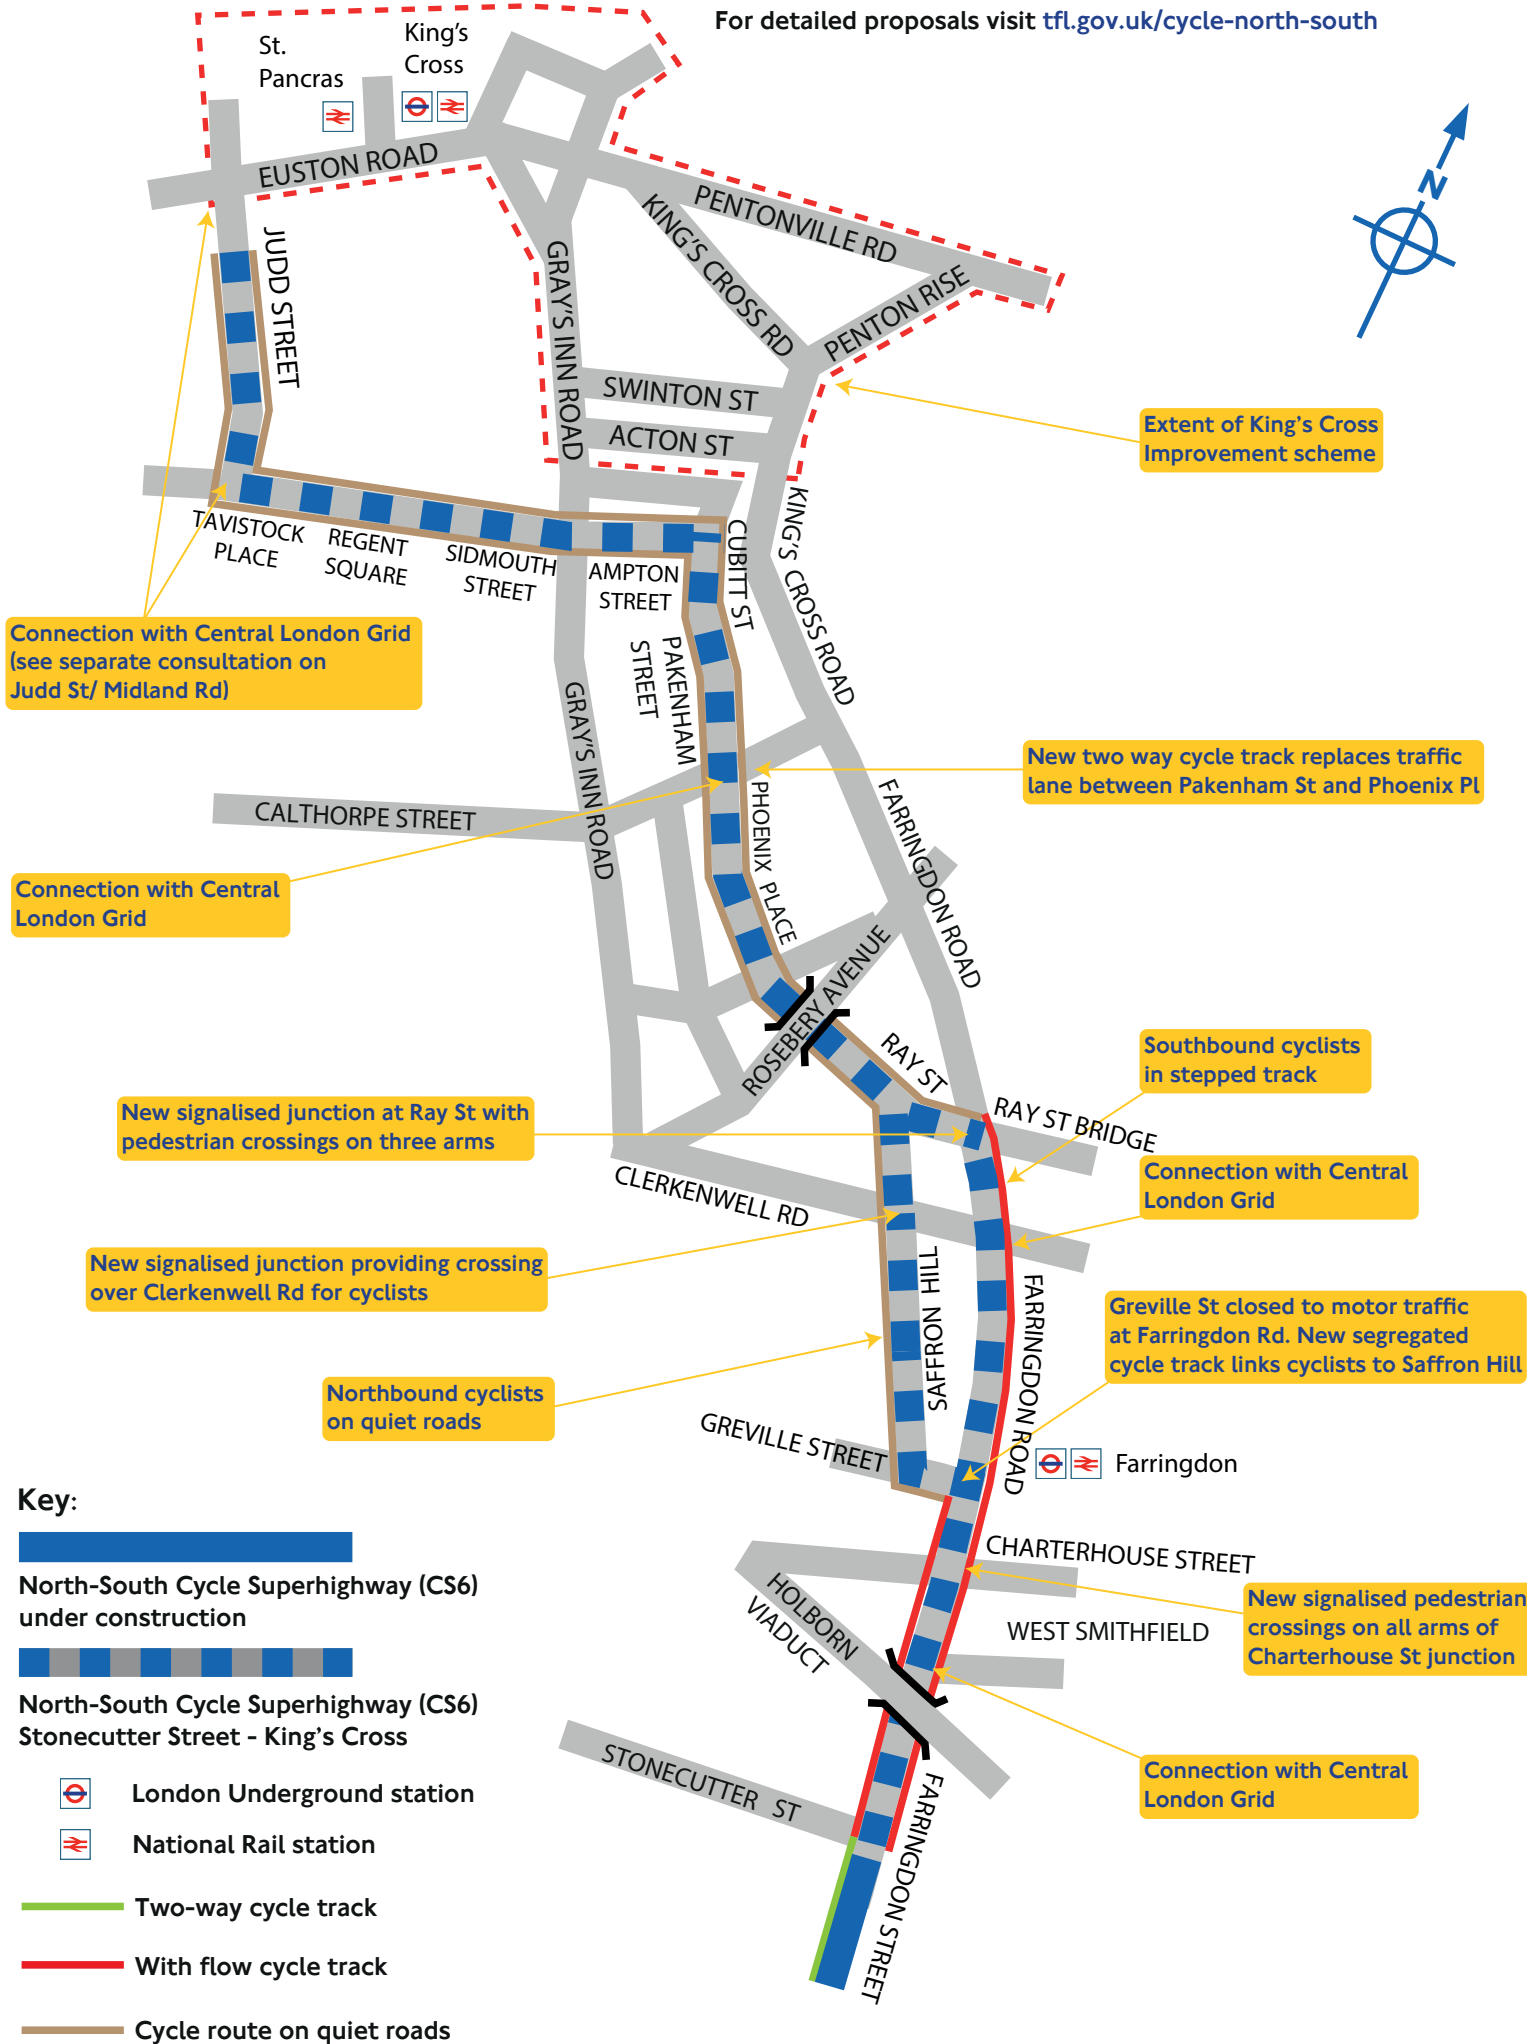 For detailed proposals visit tfl.gov.uk/cycle-north-south
St.
Pancras
King's
Cross
N
EUSTON ROAD
PENTONVILLE RD
KING'S CROSS RD
PENTON RISE
JUDD STREET
GRAY'S INN ROAD
SWINTON ST
ACTON ST
Extent of King's Cross
Improvement scheme
KING'S CROSS ROAD
TAVISTOCK
PLACE
REGENT
SQUARE
SIDMOUTH
STREET
AMPTON
STREET
CUBITT ST
Connection with Central London Grid
(see separate consultation on
Judd St/ Midland Rd)
PAKENHAM
STREET
GRAY'S INN ROAD
New two way cycle track replaces traffic
lane between Pakenham St and Phoenix Pl
CALTHORPE STREET
PHOENIX PLACE
FARRINGDON ROAD
Connection with Central
London Grid
ROSEBERY AVENUE
RAY ST
Southbound cyclists
in stepped track
New signalised junction at Ray St with
pedestrian crossings on three arms
RAY ST BRIDGE
CLERKENWELL RD
Connection with Central
London Grid
New signalised junction providing crossing
over Clerkenwell Rd for cyclists
SAFFRON HILL
FARRINGDON ROAD
Greville St closed to motor traffic
at Farringdon Rd. New segregated
cycle track links cyclists to Saffron Hill
Northbound cyclists
on quiet roads
GREVILLE STREET
Farringdon
Key:
North-South Cycle Superhighway (CS6)
under construction
North-South Cycle Superhighway (CS6)
Stonecutter Street - King's Cross
London Underground station
National Rail station
Two-way cycle track
With flow cycle track
Cycle route on quiet roads
CHARTERHOUSE STREET
HOLBORN
VIADUCT
WEST SMITHFIELD
New signalised pedestrian
crossings on all arms of
Charterhouse St junction
STONECUTTER ST
Connection with Central
London Grid
FARRINGDON STREET